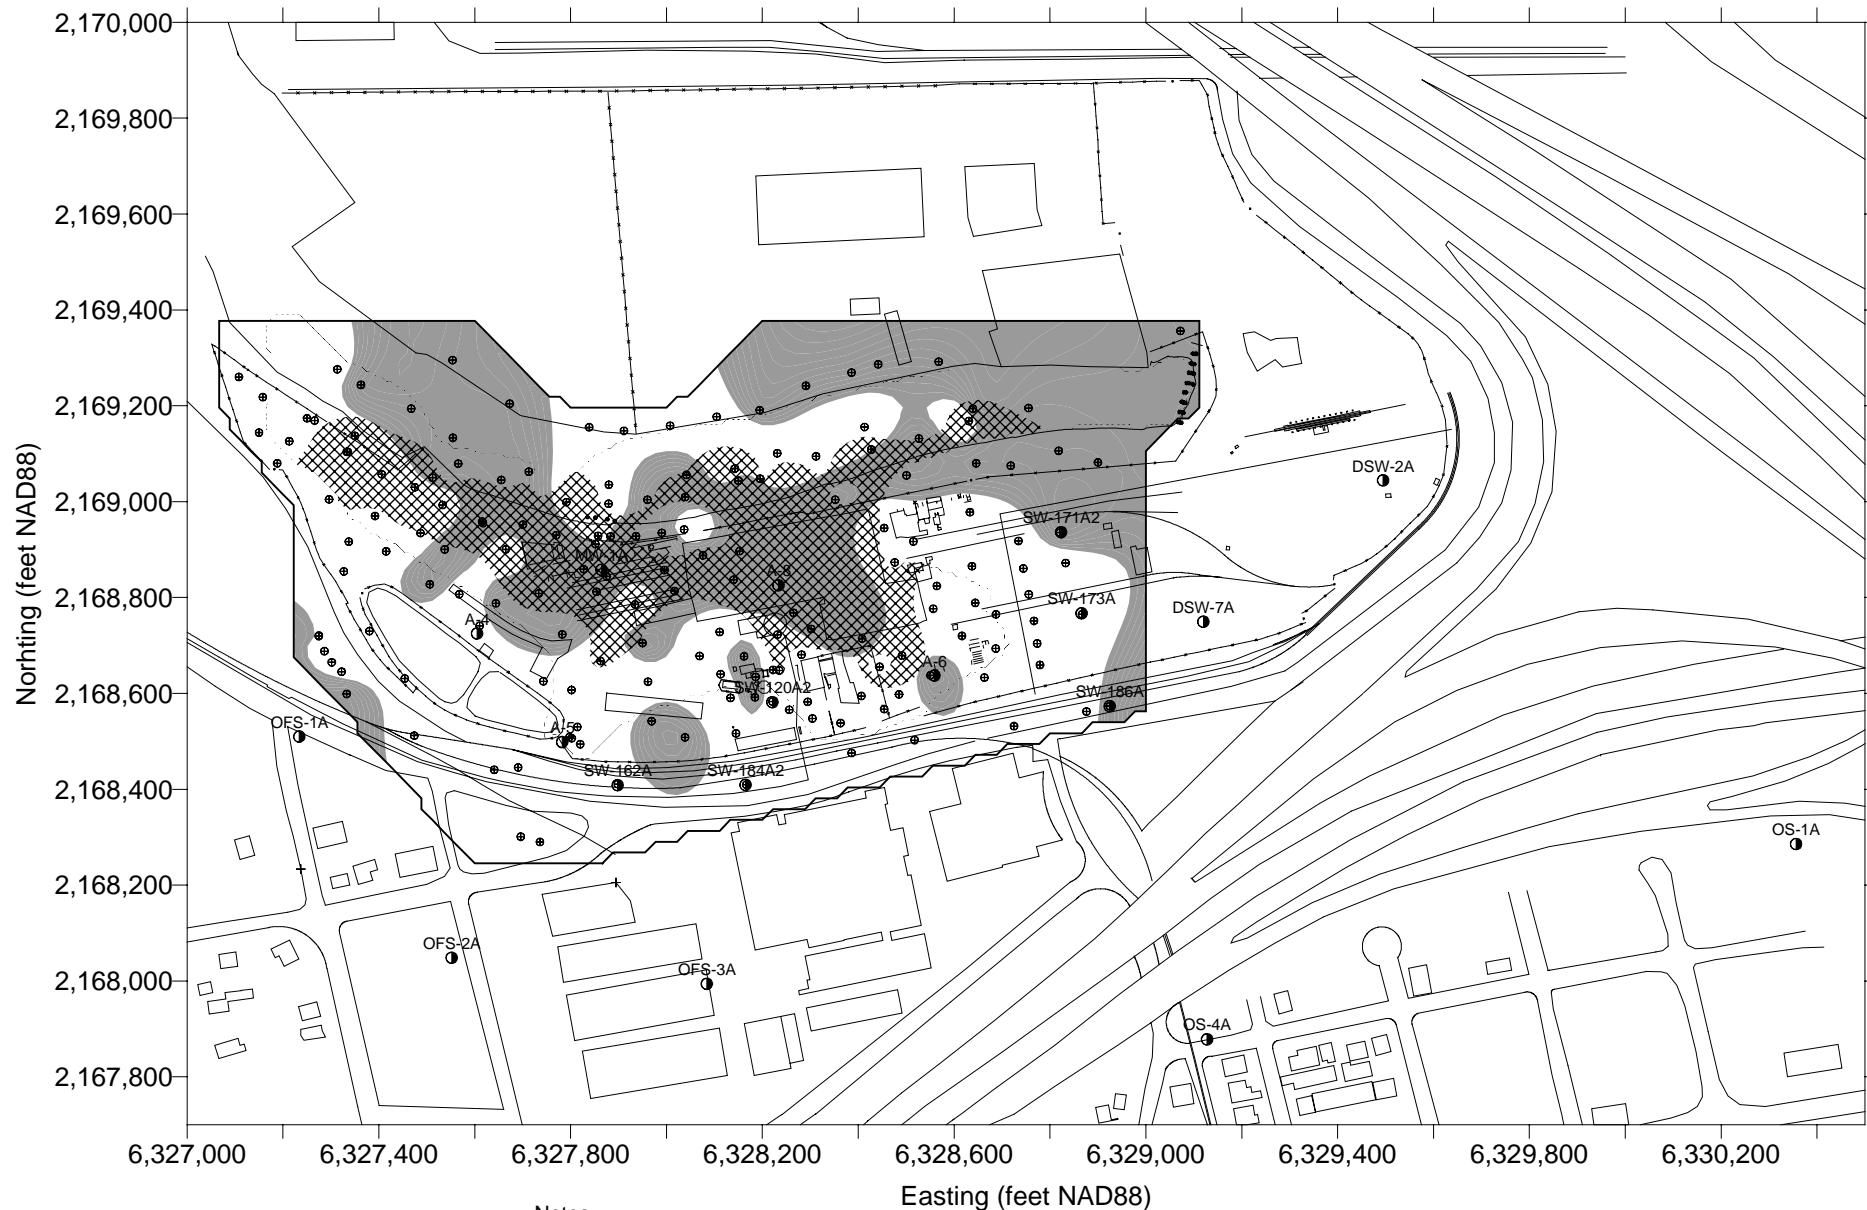 2,170,000
2,169,800
2,169,600
2,169,400
2,169,200
2,169,000
2,168,800
2,168,600
2,168,400
2,168,200
2,168,000
2,167,800
Norhting (feet NAD88)
DSW-2A
SW-171A2
MW-1A
A-8
SW-173A
DSW-7A
A-4
A-6
SW-120A2
SW-186A
OFS-1A
A-5
SW-162A
SW-184A2
OS-1A
OFS-2A
OFS-3A
OS-4A
6,327,000
6,327,400
6,327,800
6,328,200
6,328,600
6,329,000
6,329,400
6,329,800
6,330,200
Easting (feet NAD88)